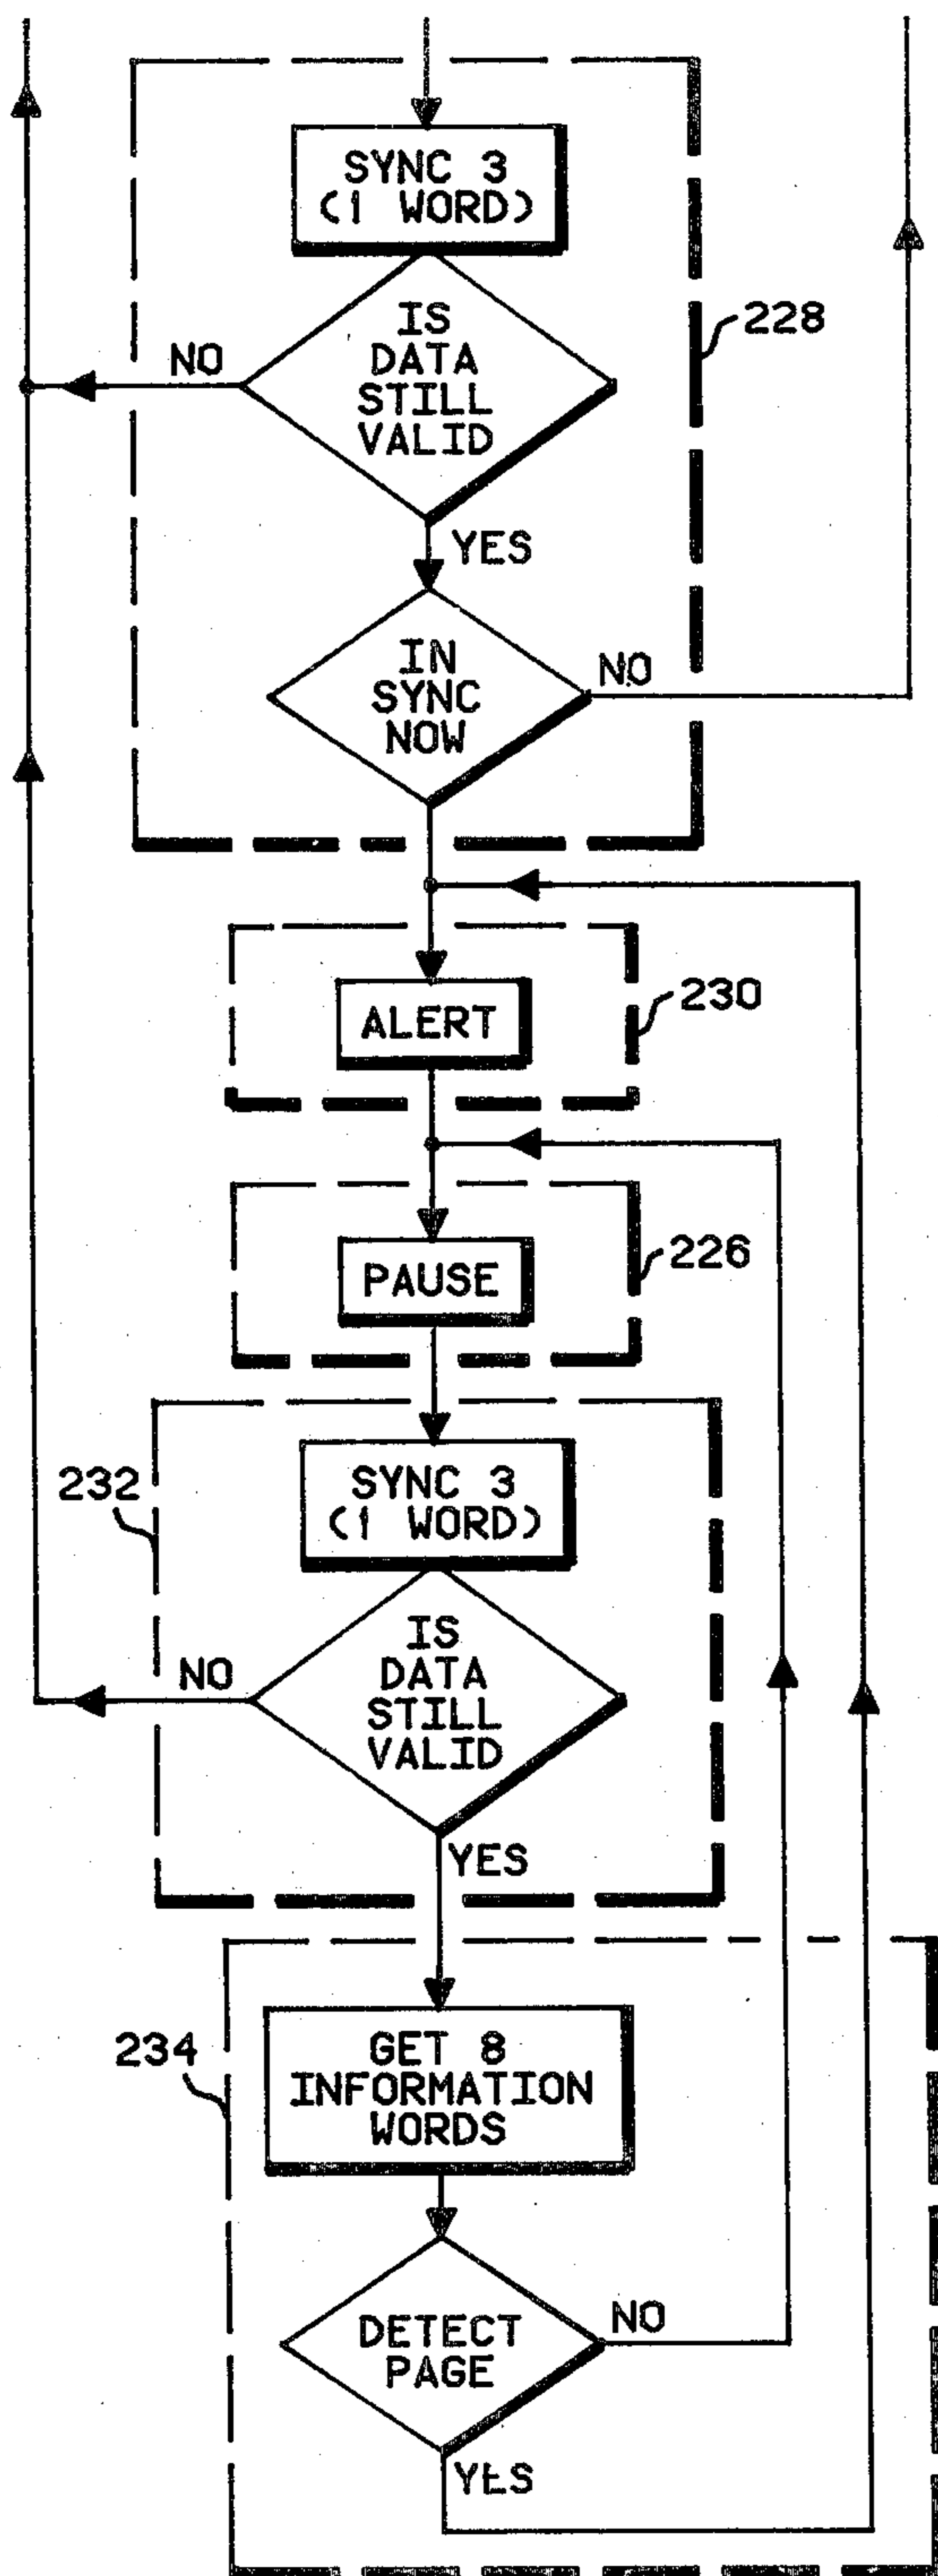 SYNC 3
(1 WORD)
IS
DATA
STILL
VALID
NO
228
YES
IN
SYNC
NOW
NO
ALERT
230
PAUSE
226
232
SYNC 3
(1 WORD)
IS
DATA
STILL
VALID
NO
YES
234
GET 8
INFORMATION
WORDS
DETECT
PAGE
NO
YES